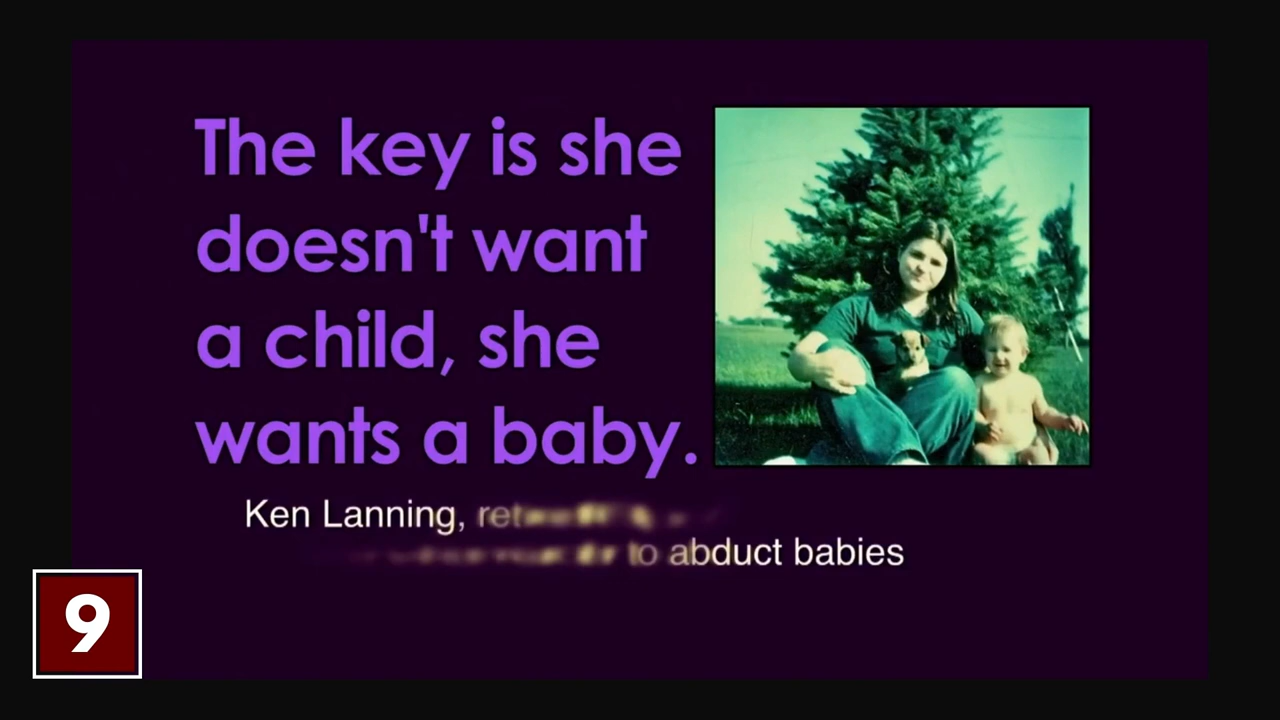 The key is she
doesn't want
a child, she
wants a baby.
Ken Lanning,
to abduct babies
9